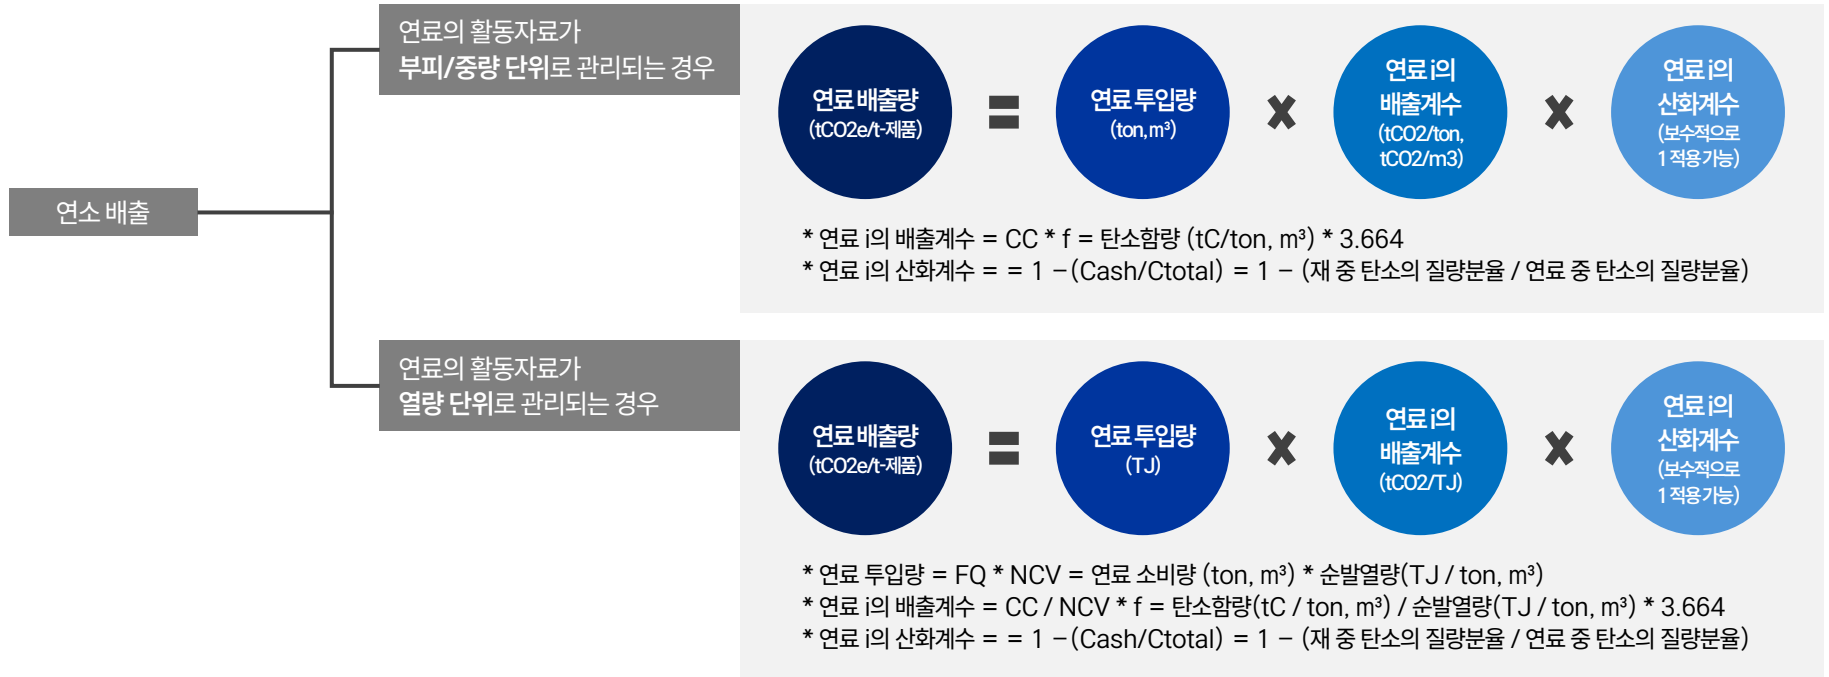 연소 배출
연료의 활동자료가
부피/중량 단위로 관리되는 경우
연료 배출량
(tCO2e/t-제품)
=
연료 투입량
(ton,m³)
×
연료 i의
배출계수
(tCO2/ton,
tCO2/m3)
×
연료 i의
산화계수
(보수적으로
1 적용 가능)
* 연료 i의 배출계수 = CC * f = 탄소함량 (tC/ton, m³) * 3.664
* 연료 i의 산화계수 = = 1 –(Cash/Ctotal) = 1 – (재 중 탄소의 질량분율 / 연료 중 탄소의 질량분율)
연료의 활동자료가
열량 단위로 관리되는 경우
연료 배출량
(tCO2e/t-제품)
=
연료 투입량
(TJ)
×
연료 i의
배출계수
(tCO2/TJ)
×
연료 i의
산화계수
(보수적으로
1 적용 가능)
* 연료 투입량 = FQ * NCV = 연료 소비량 (ton, m³) * 순발열량(TJ / ton, m³)
* 연료 i의 배출계수 = CC / NCV * f = 탄소함량(tC / ton, m³) / 순발열량(TJ / ton, m³) * 3.664
* 연료 i의 산화계수 = = 1 –(Cash/Ctotal) = 1 – (재 중 탄소의 질량분율 / 연료 중 탄소의 질량분율)